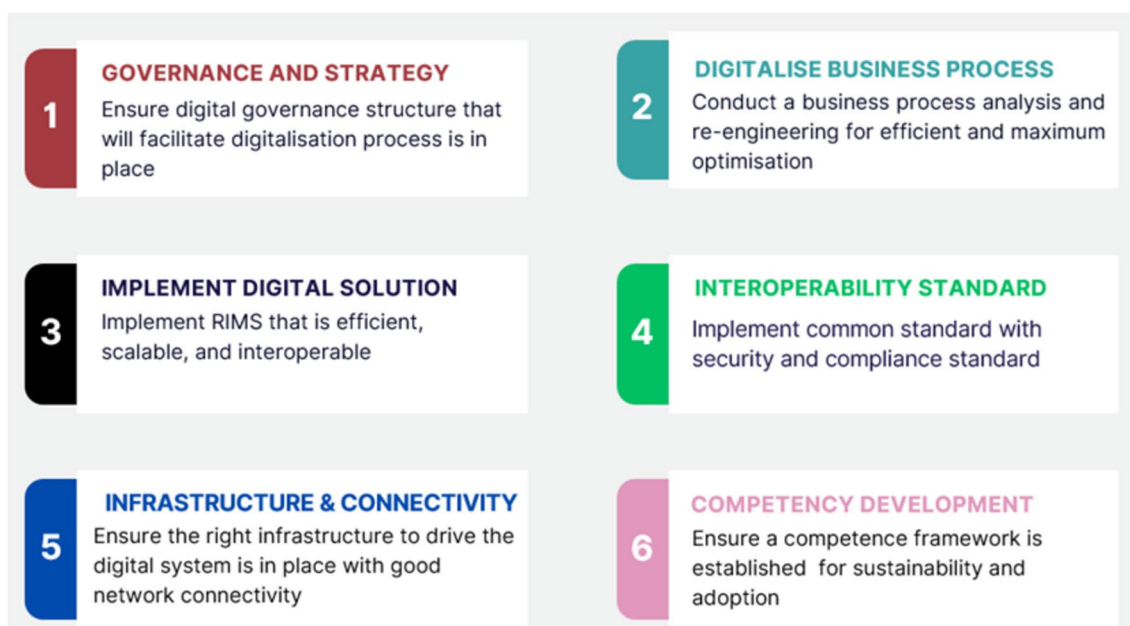 1
GOVERNANCE AND STRATEGY
Ensure digital governance structure that
will facilitate digitalisation process is in
place
2
DIGITALISE BUSINESS PROCESS
Conduct a business process analysis and
re-engineering for efficient and maximum
optimisation
3
IMPLEMENT DIGITAL SOLUTION
Implement RIMS that is efficient,
scalable, and interoperable
4
INTEROPERABILITY STANDARD
Implement common standard with
security and compliance standard
5
INFRASTRUCTURE & CONNECTIVITY
Ensure the right infrastructure to drive the
digital system is in place with good
network connectivity
6
COMPETENCY DEVELOPMENT
Ensure a competence framework is
established for sustainability and
adoption